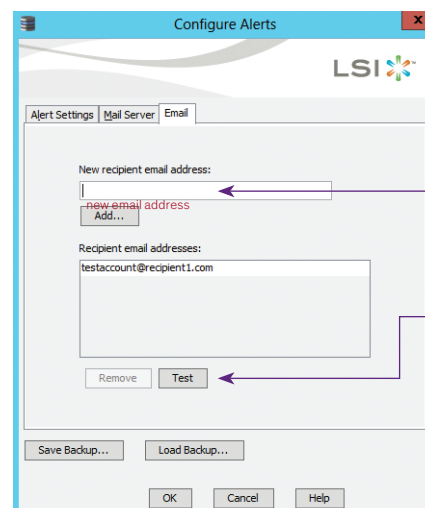 Configure Alerts
x
LSI
Alert Settings Mail Server Email
New recipient email address:
new email address
Add...
Recipient email addresses:
testaccount@recipient1.com
Remove Test
Save Backup... Load Backup...
OK Cancel Help